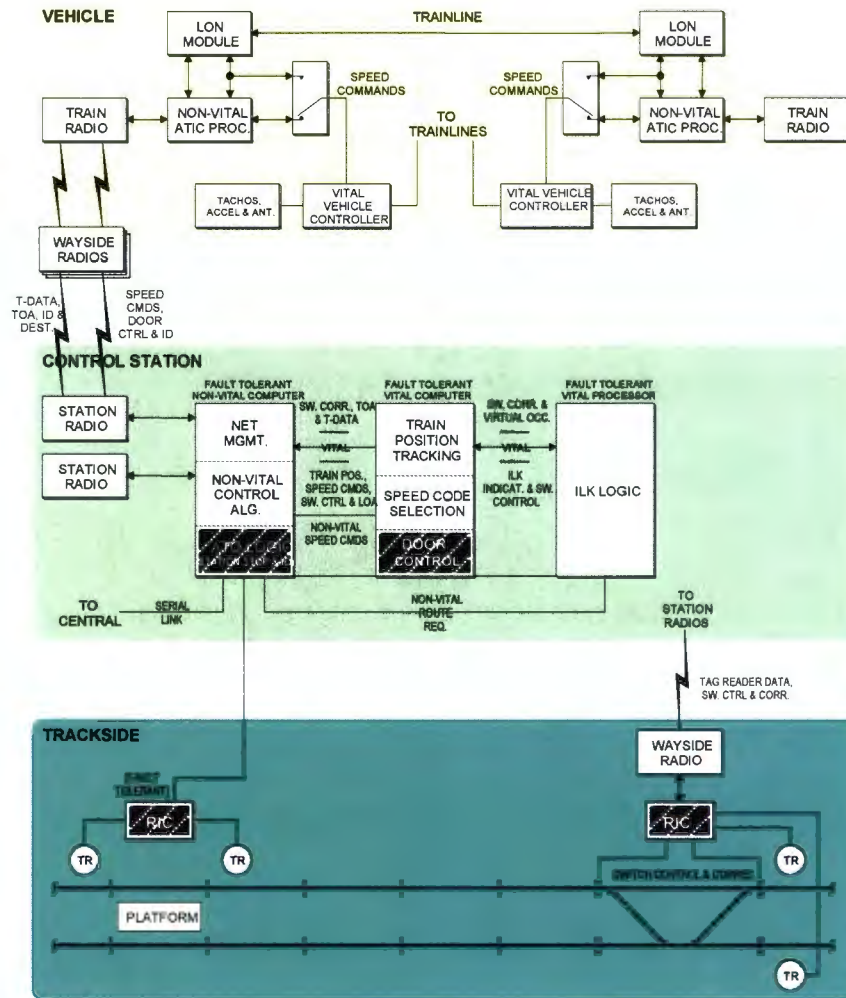 VEHICLE
TRAINLINE
LON
MODULE
LON
MODULE
SPEED
COMMANDS
SPEED
COMMANDS
TRAIN
RADIO
NON-VITAL
ATIC PROC.
TO
TRAINLINES
NON-VITAL
ATIC PROC.
TRAIN
RADIO
TACHOS,
ACCEL & ANT.
VITAL
VEHICLE
CONTROLLER
VITAL VEHICLE
CONTROLLER
TACHOS,
ACCEL & ANT.
WAYSIDE
RADIOS
T-DATA,
TOA, ID &
DEST.
SPEED
CMDS,
DOOR
CTRL & ID
CONTROL STATION
FAULT TOLERANT
NON-VITAL COMPUTER
FAULT TOLERANT
VITAL COMPUTER
FAULT TOLERANT
VITAL PROCESSOR
STATION
RADIO
STATION
RADIO
NET
MGMT.
NON-VITAL
CONTROL
ALG.
SW. CORR., TOA
& T-DATA
VITAL
TRAIN POS.,
SPEED CMDS,
SW. CTRL & LOA
NON-VITAL
SPEED CMDS
TRAIN
POSITION
TRACKING
SPEED CODE
SELECTION
DOOR
CONTROL
SW. CORR. &
VIRTUAL OCC.
VITAL
ILK
INDICAT. & SW.
CONTROL
ILK LOGIC
TO
CENTRAL
SERIAL
LINK
NON-VITAL
ROUTE
REQ.
TO
STATION
RADIOS
TAG READER DATA,
SW. CTRL & CORR.
TRACKSIDE
WAYSIDE
RADIO
TOLERANT)
RIC
RIC
TR
TR
TR
SWITCH CONTROL & CORRES
PLATFORM
TR